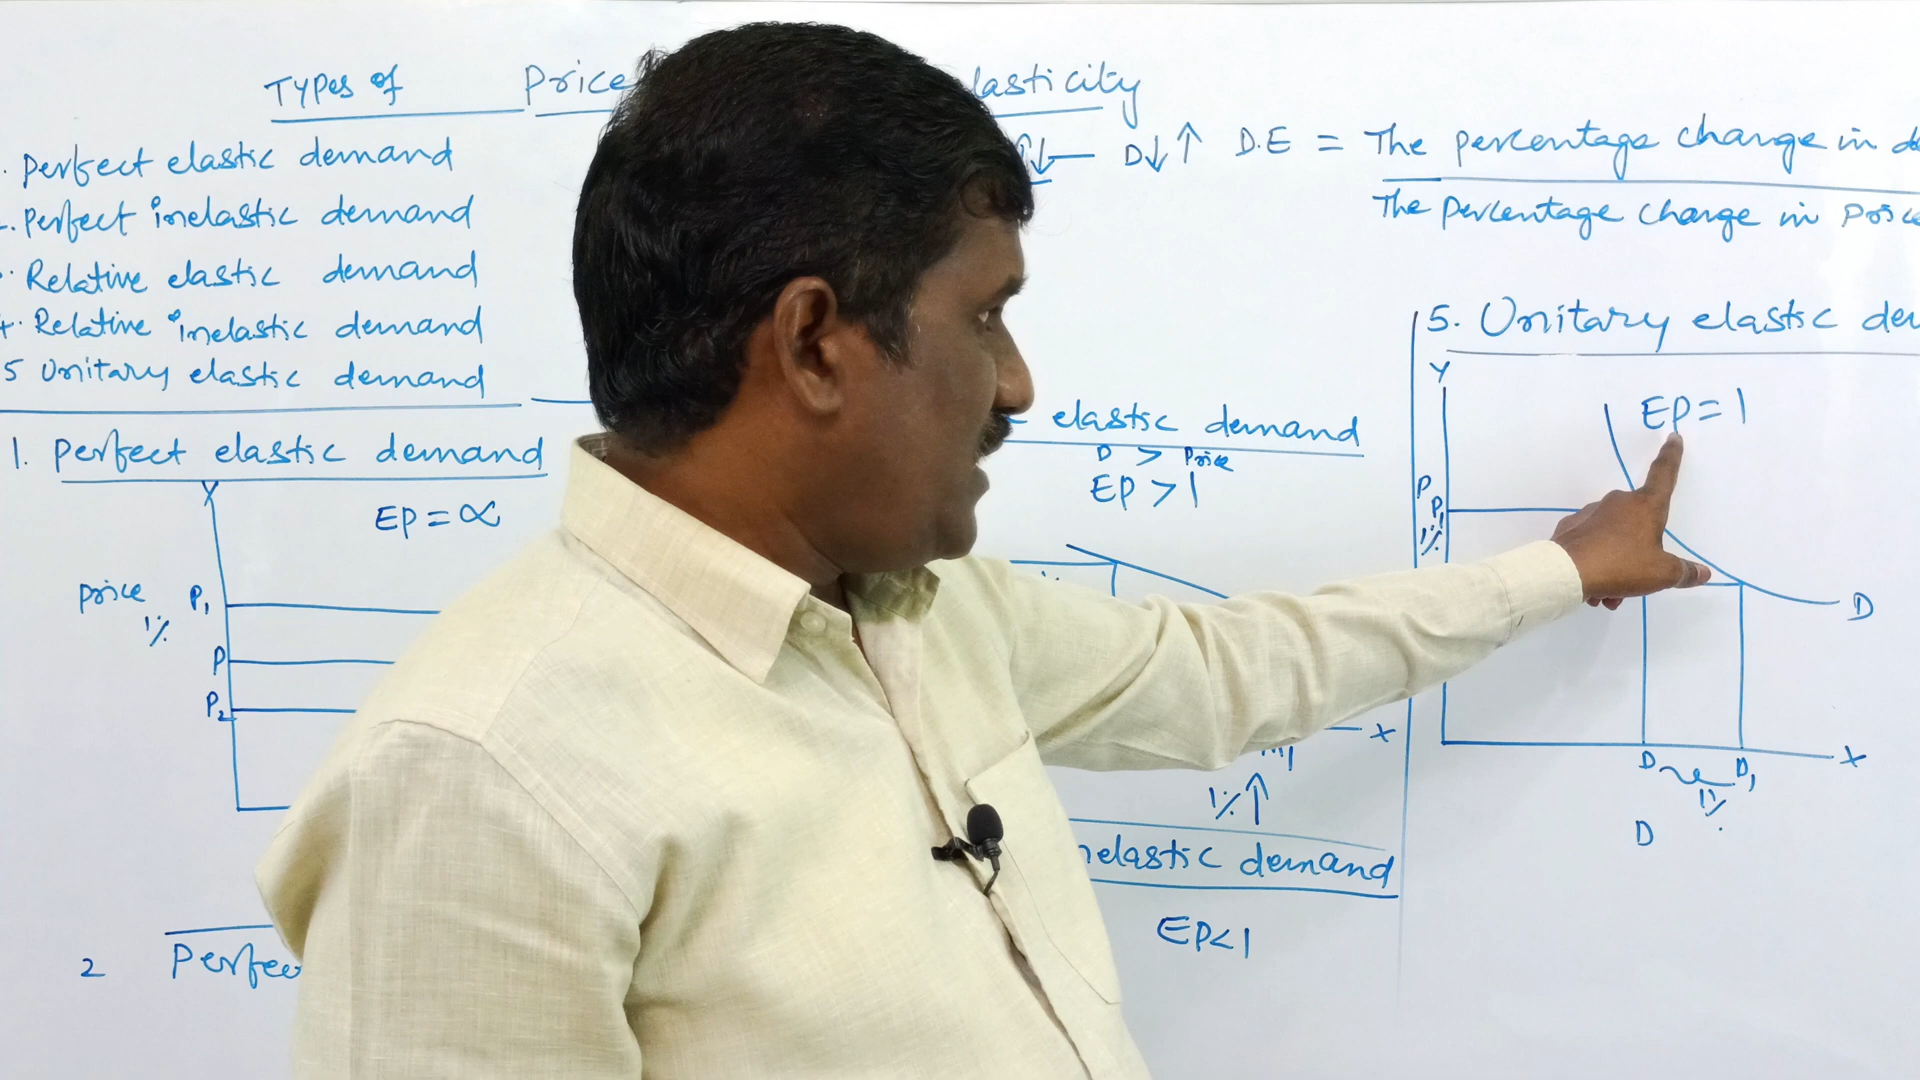 Types of Price lasticity
Perfect elastic demand
Perfect inelastic demand
Relative elastic demand
4. Relative inelastic demand
5 Unitary elastic demand
D↓↑ D.E = The percentage change in
The percentage change in Price
1. Perfect elastic demand
Y
EP = ∝
Price
1%
P1
P
P2
2 Perfec
elastic demand
D > Price
EP > 1
X
1% ↑
nelastic demand
EP < 1
5. Unitary elastic de
Y
EP = 1
P
P1
1%
D
D D1 X
1%
D